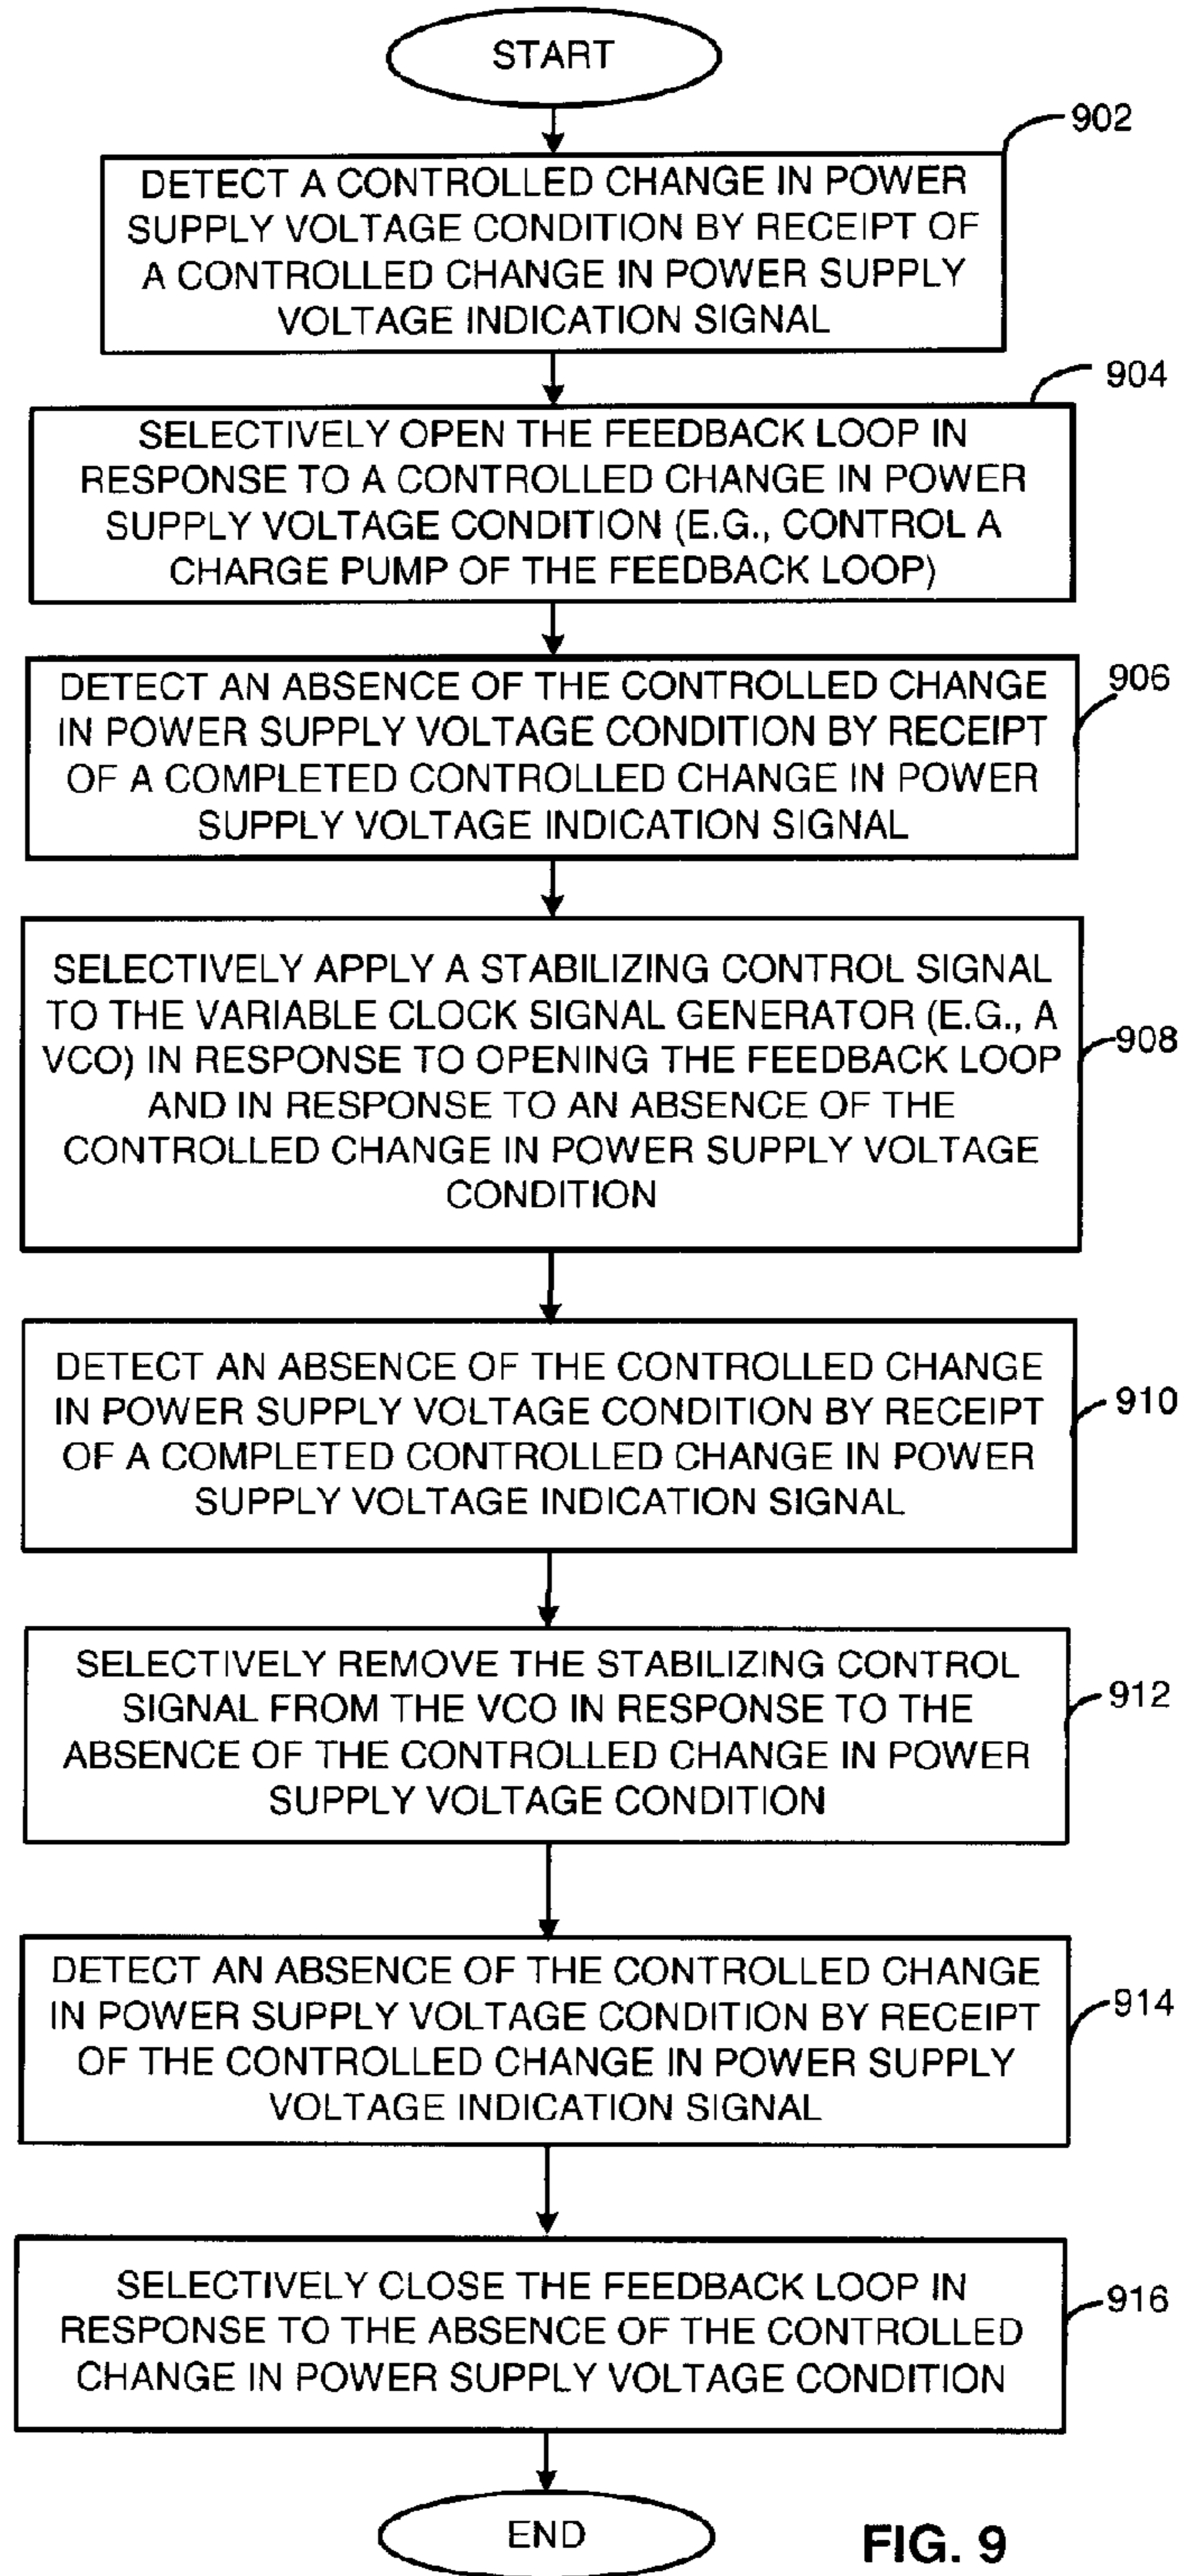 START
902
DETECT A CONTROLLED CHANGE IN POWER
SUPPLY VOLTAGE CONDITION BY RECEIPT OF
A CONTROLLED CHANGE IN POWER SUPPLY
VOLTAGE INDICATION SIGNAL
904
SELECTIVELY OPEN THE FEEDBACK LOOP IN
RESPONSE TO A CONTROLLED CHANGE IN POWER
SUPPLY VOLTAGE CONDITION (E.G., CONTROL A
CHARGE PUMP OF THE FEEDBACK LOOP)
906
DETECT AN ABSENCE OF THE CONTROLLED CHANGE
IN POWER SUPPLY VOLTAGE CONDITION BY RECEIPT
OF A COMPLETED CONTROLLED CHANGE IN POWER
SUPPLY VOLTAGE INDICATION SIGNAL
SELECTIVELY APPLY A STABILIZING CONTROL SIGNAL
TO THE VARIABLE CLOCK SIGNAL GENERATOR (E.G., A
VCO) IN RESPONSE TO OPENING THE FEEDBACK LOOP
AND IN RESPONSE TO AN ABSENCE OF THE
CONTROLLED CHANGE IN POWER SUPPLY VOLTAGE
CONDITION
908
DETECT AN ABSENCE OF THE CONTROLLED CHANGE
IN POWER SUPPLY VOLTAGE CONDITION BY RECEIPT
OF A COMPLETED CONTROLLED CHANGE IN POWER
SUPPLY VOLTAGE INDICATION SIGNAL
910
SELECTIVELY REMOVE THE STABILIZING CONTROL
SIGNAL FROM THE VCO IN RESPONSE TO THE
ABSENCE OF THE CONTROLLED CHANGE IN POWER
SUPPLY VOLTAGE CONDITION
912
DETECT AN ABSENCE OF THE CONTROLLED CHANGE
IN POWER SUPPLY VOLTAGE CONDITION BY RECEIPT
OF THE CONTROLLED CHANGE IN POWER SUPPLY
VOLTAGE INDICATION SIGNAL
914
SELECTIVELY CLOSE THE FEEDBACK LOOP IN
RESPONSE TO THE ABSENCE OF THE CONTROLLED
CHANGE IN POWER SUPPLY VOLTAGE CONDITION
916
END
FIG. 9